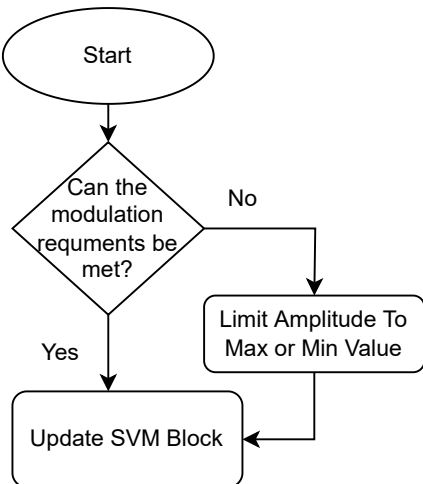 Start
Can the
modulation
requments be
met?
No
Limit Amplitude To
Max or Min Value
Yes
Update SVM Block